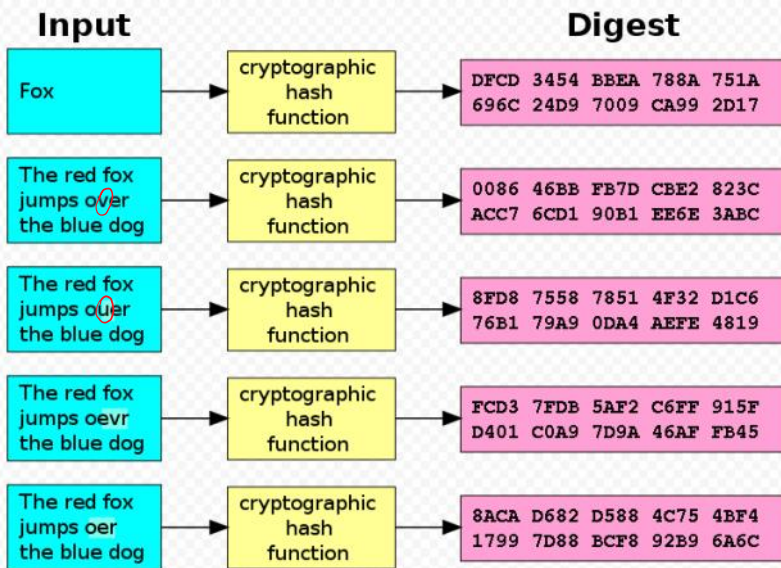 Input
Digest
Fox
cryptographic
hash
function
DFCD 3454 BBEA 788A 751A
696C 24D9 7009 CA99 2D17
The red fox
jumps over
the blue dog
cryptographic
hash
function
0086 46BB FB7D CBE2 823C
ACC7 6CD1 90B1 EE6E 3ABC
The red fox
jumps ouer
the blue dog
cryptographic
hash
function
8FD8 7558 7851 4F32 D1C6
76B1 79A9 0DA4 AEFE 4819
The red fox
jumps oevr
the blue dog
cryptographic
hash
function
FCD3 7FDB 5AF2 C6FF 915F
D401 C0A9 7D9A 46AF FB45
The red fox
jumps oer
the blue dog
cryptographic
hash
function
8ACA D682 D588 4C75 4BF4
1799 7D88 BCF8 92B9 6A6C